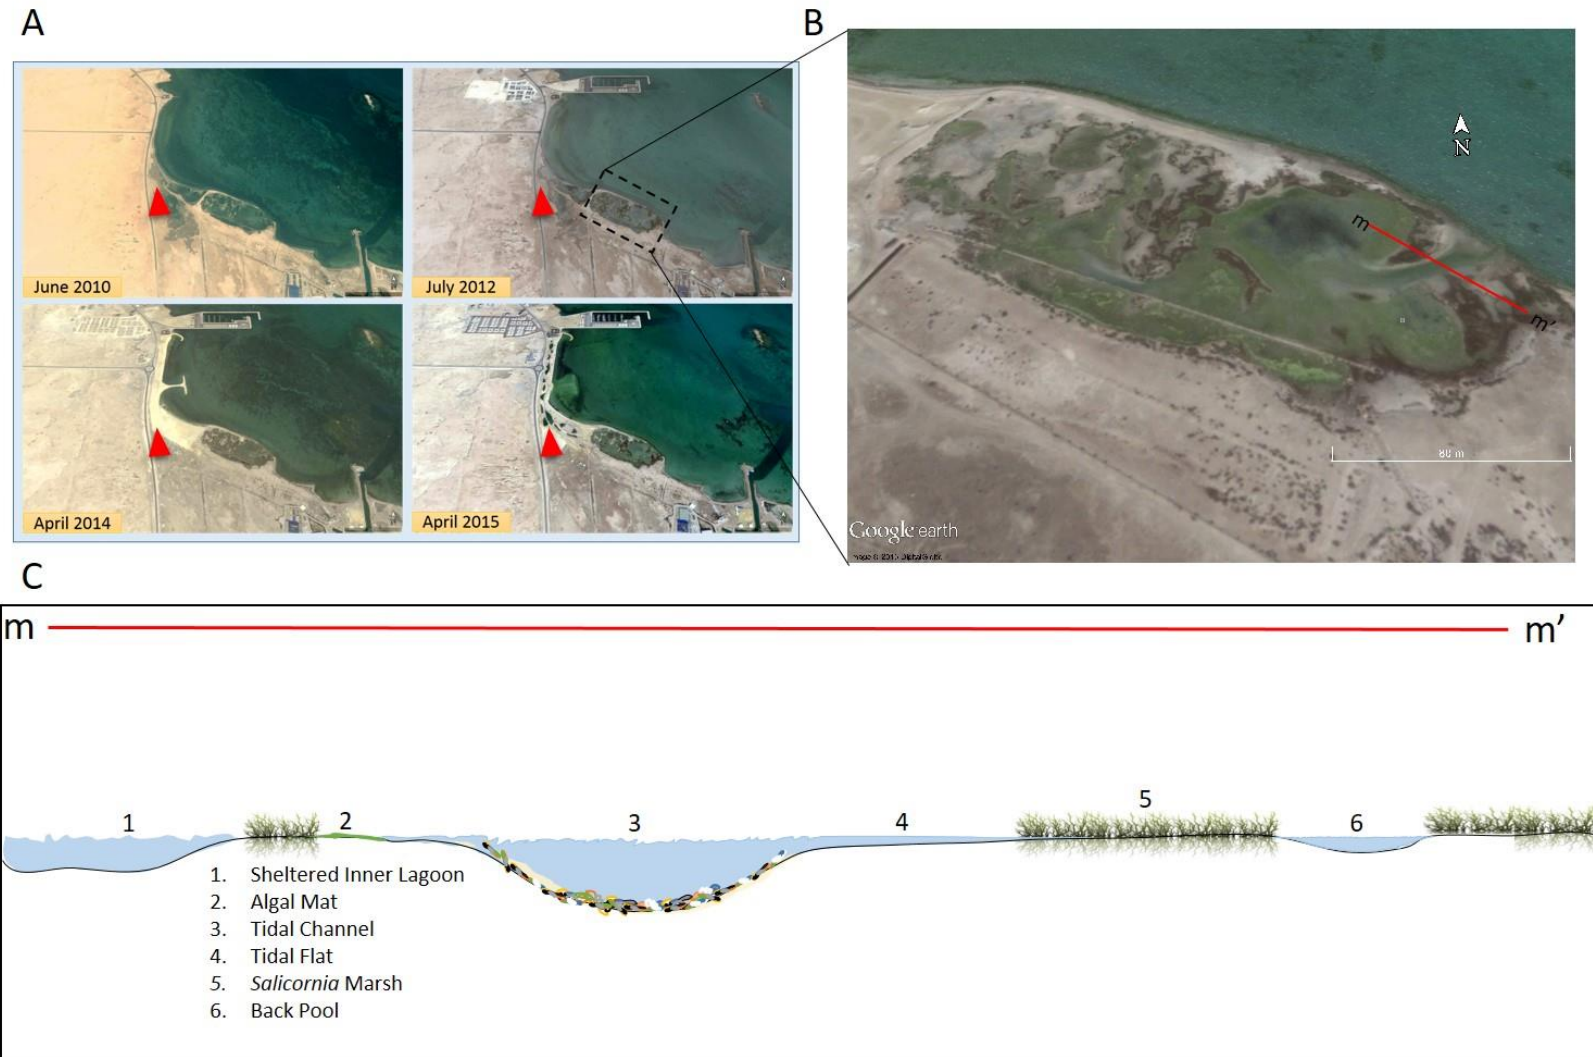 A
B
June 2010
July 2012
April 2014
April 2015
m
m’
N
80 m
Google earth
C
m
m’
1
2
3
4
5
6
1. Sheltered Inner Lagoon
2. Algal Mat
3. Tidal Channel
4. Tidal Flat
5. Salicornia Marsh
6. Back Pool